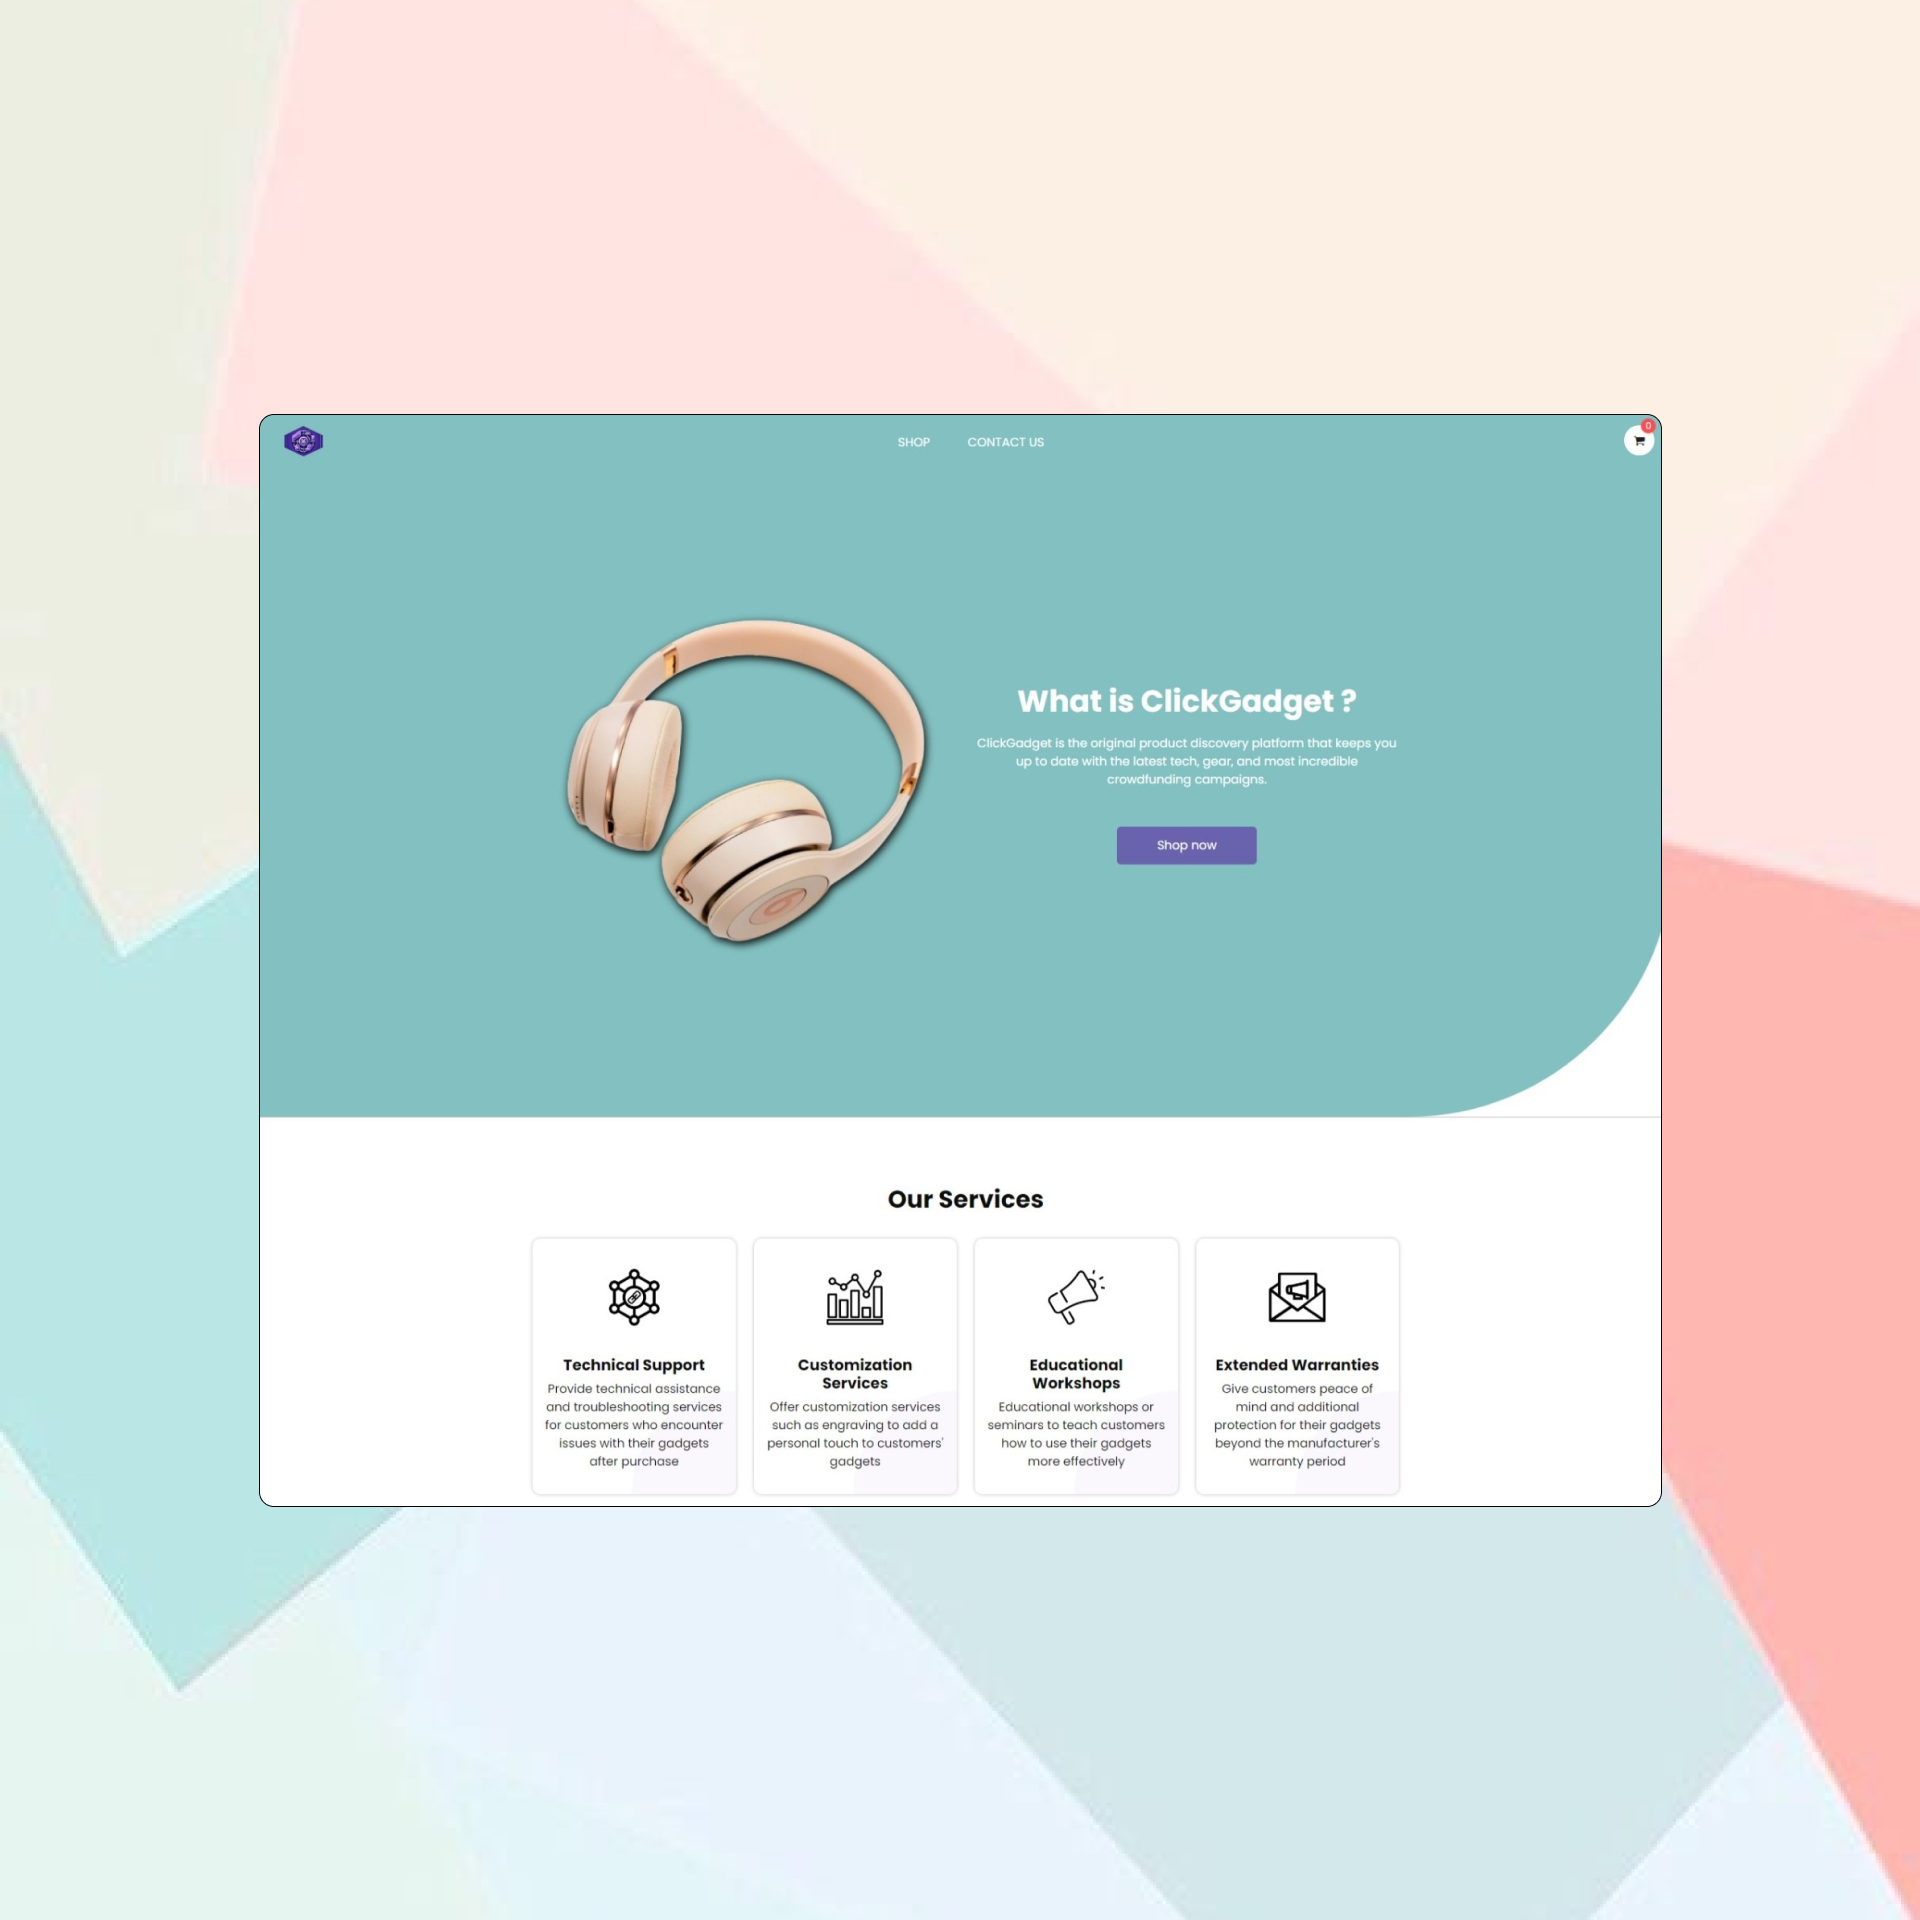 SHOP CONTACT US
0
What is ClickGadget ?
ClickGadget is the original product discovery platform that keeps you
up to date with the latest tech, gear, and most incredible
crowdfunding campaigns.
Shop now
Our Services
Technical Support
Provide technical assistance
and troubleshooting services
for customers who encounter
issues with their gadgets
after purchase
Customization
Services
Offer customization services
such as engraving to add a
personal touch to customers'
gadgets
Educational
Workshops
Educational workshops or
seminars to teach customers
how to use their gadgets
more effectively
Extended Warranties
Give customers peace of
mind and additional
protection for their gadgets
beyond the manufacturer's
warranty period